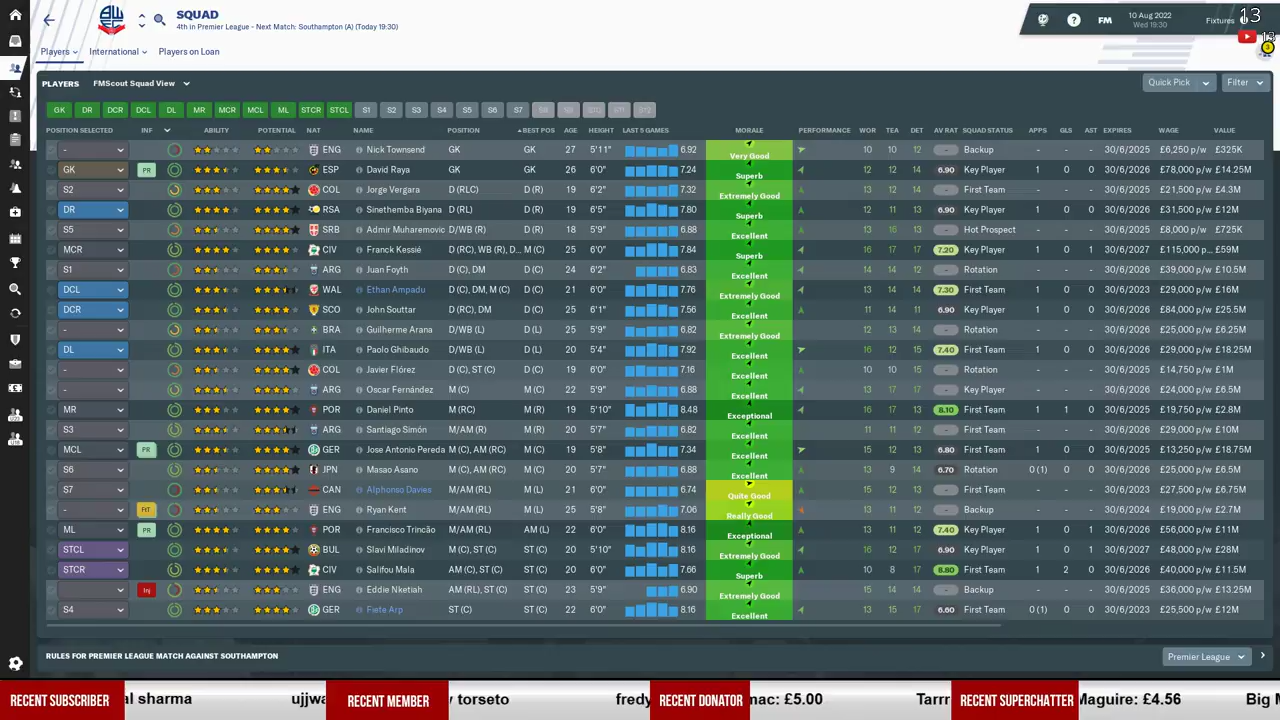 SQUAD
4th in Premier League - Next Match: Southampton (A) (Today 19:30)
FM 10 Aug 2022 Wed 19:30 Fixtures 13
Players International Players on Loan
PLAYERS FMScout Squad View Quick Pick Filter
GK DR DCR DCL DL MR MCR MCL ML STCR STCL S1 S2 S3 S4 S5 S6 S7 S8 S9 S10 S11 S12
POSITION SELECTED INF ABILITY POTENTIAL NAT NAME POSITION BEST POS AGE HEIGHT LAST 5 GAMES MORALE PERFORMANCE WOR TEA DET AV RAT SQUAD STATUS APPS GLS AST EXPIRES WAGE VALUE
- ENG Nick Townsend GK GK 27 5'11" 6.92 Very Good 10 10 12 - Backup - - - 30/6/2025 £6,250 p/w £325K
GK PR ESP David Raya GK GK 26 6'0" 7.24 Superb 12 12 14 6.90 Key Player 1 0 0 30/6/2026 £78,000 p/w £14.25M
S2 COL Jorge Vergara D (RLC) D (R) 19 6'2" 7.32 Extremely Good 13 12 14 - First Team - - - 30/6/2025 £21,500 p/w £4.3M
DR RSA Sinethemba Biyana D (RL) D (R) 19 6'5" 7.80 Superb 12 11 13 6.90 Key Player 1 0 0 30/6/2026 £31,500 p/w £12M
S5 SRB Admir Muharemovic D/WB (R) D (R) 18 5'9" 6.88 Excellent 13 16 13 - Hot Prospect - - - 30/6/2025 £8,000 p/w £725K
MCR CIV Franck Kessié D (RC), WB (R), D... M (C) 25 6'0" 7.84 Superb 16 17 17 7.20 Key Player 1 0 1 30/6/2027 £115,000 p... £59M
S1 ARG Juan Foyth D (C), DM D (C) 24 6'2" 6.83 Excellent 14 14 12 - Rotation - - - 30/6/2026 £39,000 p/w £10.5M
DCL WAL Ethan Ampadu D (C), DM, M (C) D (C) 21 6'0" 7.76 Extremely Good 13 14 14 7.30 First Team 1 0 0 30/6/2023 £29,000 p/w £16M
DCR SCO John Souttar D (RC), DM D (C) 25 6'1" 7.56 Excellent 11 14 11 6.90 Key Player 1 0 0 30/6/2026 £84,000 p/w £25.5M
- BRA Guilherme Arana D/WB (L) D (L) 25 5'9" 6.82 Extremely Good 12 13 14 - Rotation - - - 30/6/2026 £25,000 p/w £6.25M
DL ITA Paolo Ghibaudo D/WB (L) D (L) 20 5'4" 7.92 Excellent 16 12 15 7.40 First Team 1 0 0 30/6/2026 £29,000 p/w £18.25M
COL Javier Flórez D (C), ST (C) D (C) 19 6'0" 7.16 Excellent 10 10 15 - Rotation - - - 30/6/2025 £14,750 p/w £1M
ARG Oscar Fernández M (C) M (C) 22 5'9" 6.88 Excellent 13 17 17 - Key Player - - - 30/6/2026 £24,000 p/w £6.5M
MR POR Daniel Pinto M (RC) M (R) 19 5'10" 8.48 Exceptional 16 17 13 8.10 First Team 1 1 0 30/6/2025 £19,750 p/w £2.8M
S3 ARG Santiago Simón M/AM (R) M (R) 20 5'7" 6.82 Excellent 11 11 11 - First Team - - - 30/6/2025 £29,000 p/w £10M
MCL PR GER Jose Antonio Pereda M (C), AM (RC) M (C) 19 5'8" 7.34 Excellent 15 12 13 6.80 First Team 1 0 0 30/6/2025 £13,250 p/w £18.75M
S6 JPN Masao Asano M (C), AM (RC) M (C) 20 5'7" 6.88 Excellent 13 9 14 6.70 Rotation 0 (1) 0 0 30/6/2026 £25,000 p/w £6.5M
S7 CAN Alphonso Davies M/AM (RL) M (L) 21 6'0" 6.74 Quite Good 15 12 13 - First Team - - - 30/6/2023 £27,500 p/w £6.75M
ENG Ryan Kent M/AM (RL) M (L) 25 5'8" 7.06 Really Good 13 11 12 - Backup - - - 30/6/2024 £19,000 p/w £2.7M
ML PR POR Francisco Trincão M/AM (RL) AM (L) 22 6'0" 8.16 Exceptional 13 11 12 7.40 Key Player 1 0 1 30/6/2024 £56,000 p/w £11M
STCL BUL Slavi Miladinov M (C), ST (C) ST (C) 20 5'10" 8.16 Extremely Good 16 12 17 6.90 Key Player 1 0 0 30/6/2027 £48,000 p/w £28M
STCR CIV Salifou Mala AM (C), ST (C) ST (C) 20 6'0" 7.66 Superb 10 8 17 8.80 First Team 1 2 0 30/6/2026 £40,000 p/w £11.5M
Inj ENG Eddie Nketiah AM (RL), ST (C) ST (C) 23 5'9" 6.90 Extremely Good 15 14 14 - Backup - - - 30/6/2025 £36,000 p/w £13.25M
S4 GER Fiete Arp ST (C) ST (C) 22 6'0" 8.16 Excellent 13 15 17 6.60 First Team 0 (1) 0 0 30/6/2023 £25,500 p/w £12M
RULES FOR PREMIER LEAGUE MATCH AGAINST SOUTHAMPTON Premier League
RECENT SUBSCRIBER al sharma ujjwa RECENT MEMBER y torseto fredy RECENT DONATOR mac: £5.00 Tarrr RECENT SUPERCHATTER Maguire: £4.56 Big M